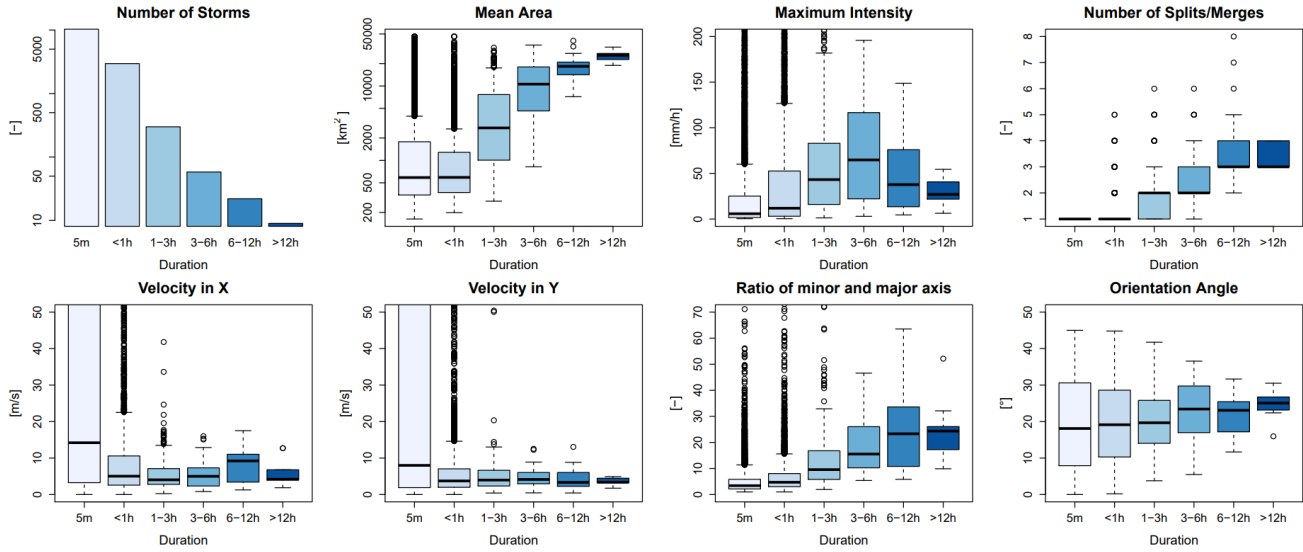 Number of Storms
[−]
5000
500
50
10
5m <1h 1−3h 3−6h 6−12h >12h
Duration
Mean Area
[km²]
50000
10000
2000
500
200
5m <1h 1−3h 3−6h 6−12h >12h
Duration
Maximum Intensity
[mm/h]
200
150
100
50
0
5m <1h 1−3h 3−6h 6−12h >12h
Duration
Number of Splits/Merges
[−]
8
7
6
5
4
3
2
1
5m <1h 1−3h 3−6h 6−12h >12h
Duration
Velocity in X
[m/s]
50
40
30
20
10
0
5m <1h 1−3h 3−6h 6−12h >12h
Duration
Velocity in Y
[m/s]
50
40
30
20
10
0
5m <1h 1−3h 3−6h 6−12h >12h
Duration
Ratio of minor and major axis
[−]
70
60
50
40
30
20
10
0
5m <1h 1−3h 3−6h 6−12h >12h
Duration
Orientation Angle
[°]
50
40
30
20
10
0
5m <1h 1−3h 3−6h 6−12h >12h
Duration